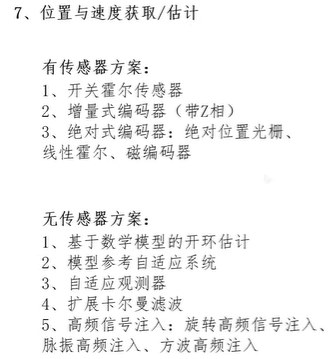 7、位置与速度获取/估计
有传感器方案：
1、开关霍尔传感器
2、增量式编码器（带Z相）
3、绝对式编码器：绝对位置光栅、
线性霍尔、磁编码器
无传感器方案：
1、基于数学模型的开环估计
2、模型参考自适应系统
3、自适应观测器
4、扩展卡尔曼滤波
5、高频信号注入：旋转高频信号注入、
脉振高频注入、方波高频注入